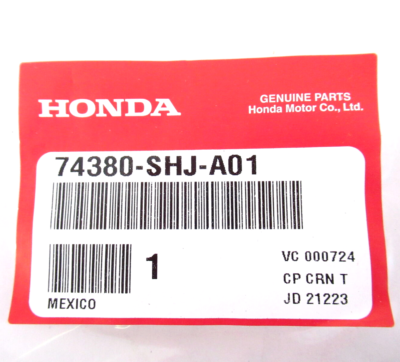 HONDA
GENUINE PARTS
Honda Motor Co., Ltd.
74380-SHJ-A01
1
VC 000724
CP CRN T
MEXICO
JD 21223